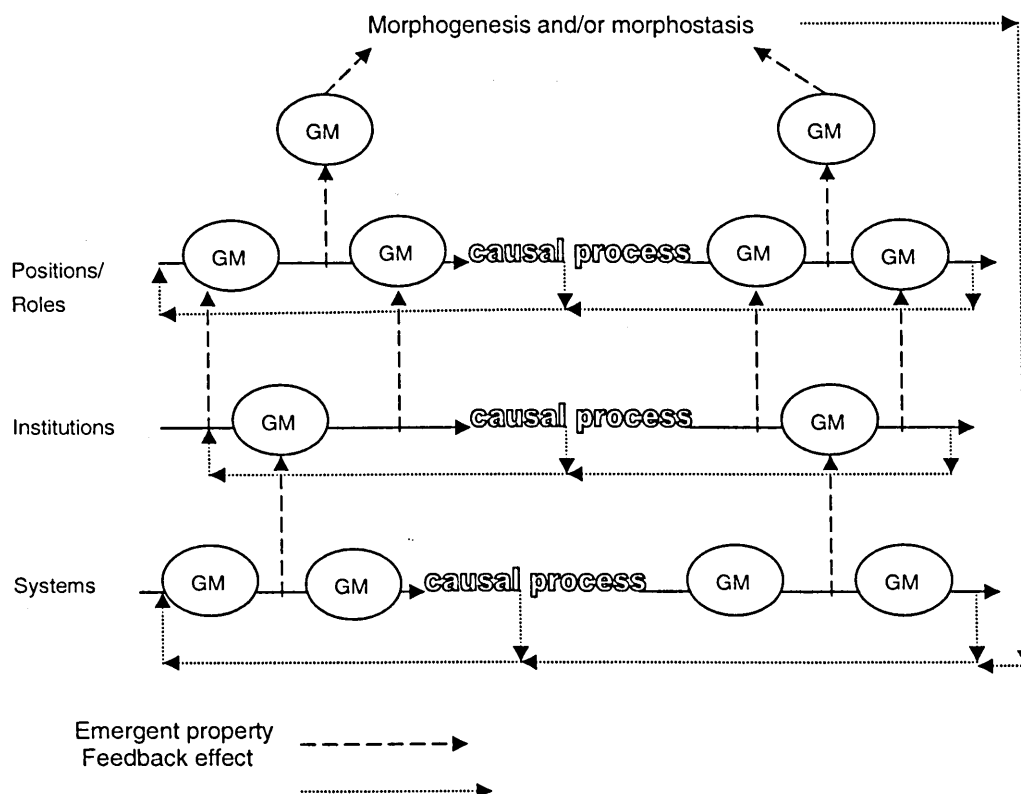 Morphogenesis and/or morphostasis
GM
GM
GM
GM
causal process
GM
GM
Positions/
Roles
GM
causal process
GM
Institutions
GM
GM
causal process
GM
GM
Systems
Emergent property
Feedback effect